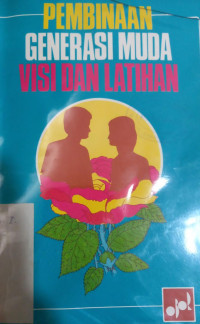 PEMBINAAN
GENERASI MUDA
VISI DAN LATIHAN